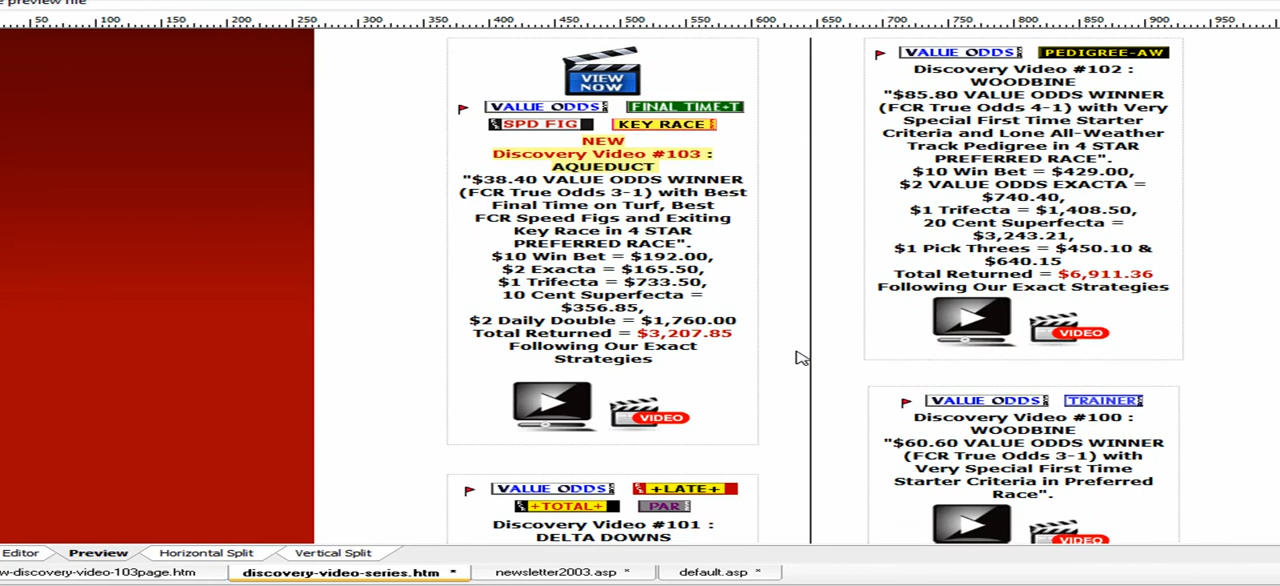 e preview file
50 100 150 200 250 300 350 400 450 500 550 600 650 700 750 800 850 900 950
VIEW
NOW
VALUE ODDS FINAL TIME+T
SPD FIG KEY RACE
NEW
Discovery Video #103 :
AQUEDUCT
"$38.40 VALUE ODDS WINNER
(FCR True Odds 3-1) with Best
Final Time on Turf, Best
FCR Speed Figs and Exiting
Key Race in 4 STAR
PREFERRED RACE".
$10 Win Bet = $192.00,
$2 Exacta = $165.50,
$1 Trifecta = $733.50,
10 Cent Superfecta =
$356.85,
$2 Daily Double = $1,760.00
Total Returned = $3,207.85
Following Our Exact
Strategies
VIDEO
VALUE ODDS +LATE+
+TOTAL+ PAR
Discovery Video #101 :
DELTA DOWNS
VALUE ODDS PEDIGREE-AW
Discovery Video #102 :
WOODBINE
"$85.80 VALUE ODDS WINNER
(FCR True Odds 4-1) with Very
Special First Time Starter
Criteria and Lone All-Weather
Track Pedigree in 4 STAR
PREFERRED RACE".
$10 Win Bet = $429.00,
$2 VALUE ODDS EXACTA =
$740.40,
$1 Trifecta = $1,408.50,
20 Cent Superfecta =
$3,243.21,
$1 Pick Threes = $450.10 &
$640.15
Total Returned = $6,911.36
Following Our Exact Strategies
VIDEO
VALUE ODDS TRAINER
Discovery Video #100 :
WOODBINE
"$60.60 VALUE ODDS WINNER
(FCR True Odds 3-1) with
Very Special First Time
Starter Criteria in Preferred
Race".
VIDEO
Editor Preview Horizontal Split Vertical Split
w-discovery-video-103page.htm discovery-video-series.htm * newsletter2003.asp * default.asp *